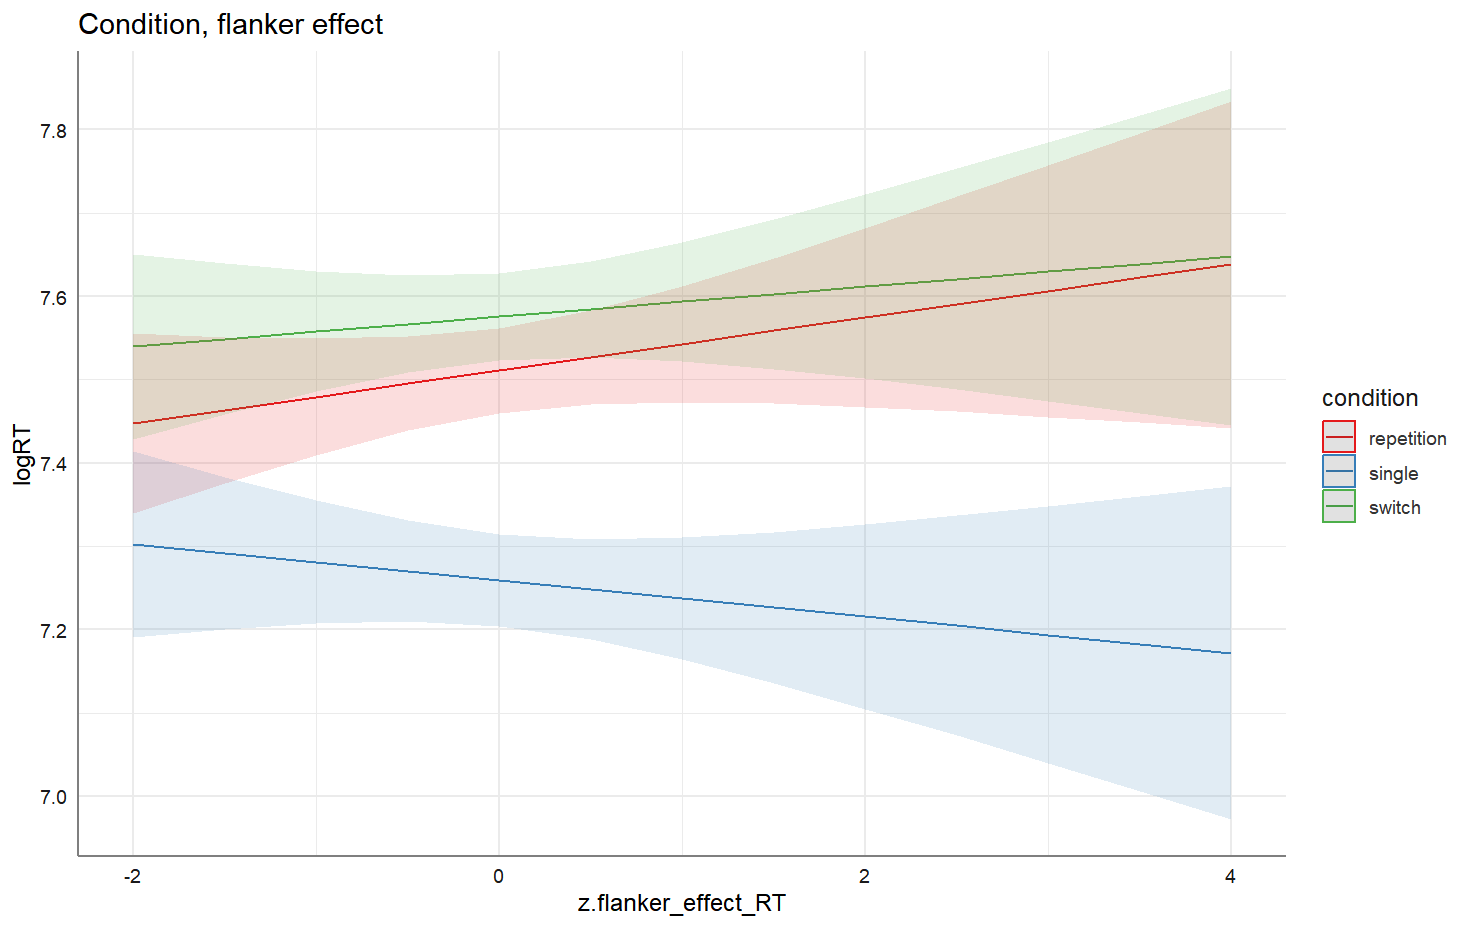 Condition, flanker effect
logRT
7.8
7.6
7.4
7.2
7.0
-2
0
2
4
z.flanker_effect_RT
condition
repetition
single
switch